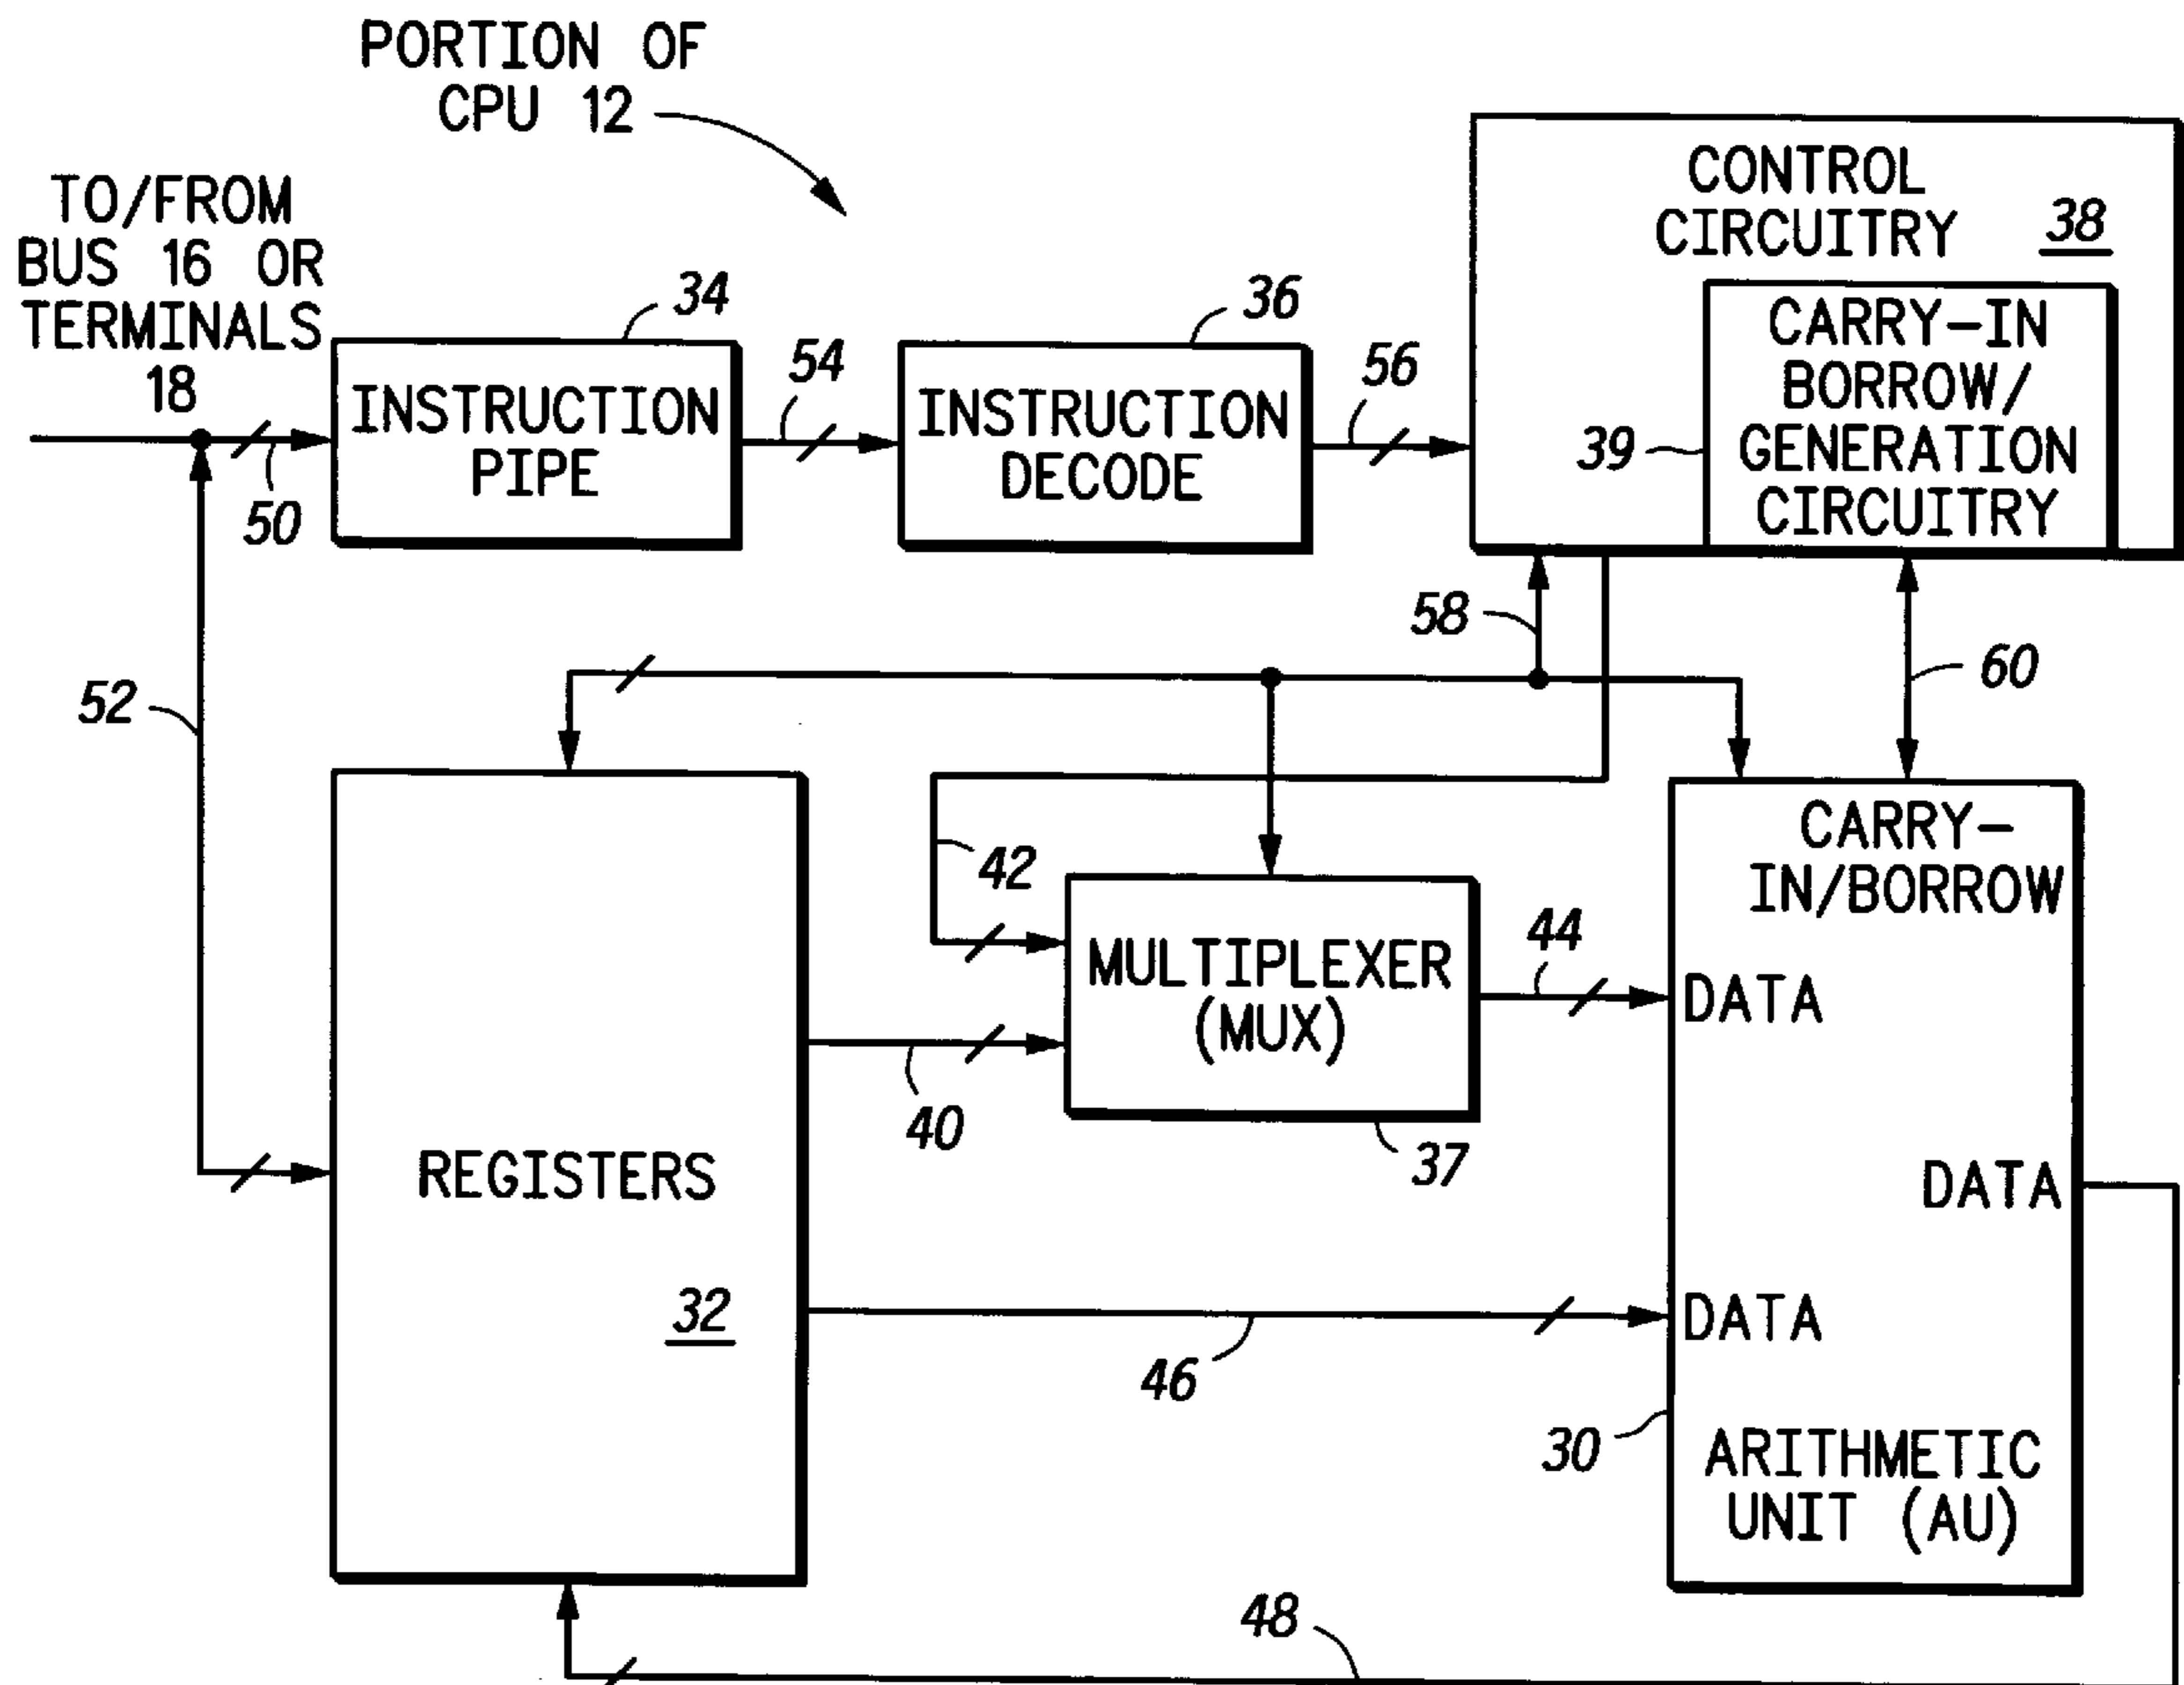 PORTION OF
CPU 12
TO/FROM
BUS 16 OR
TERMINALS
18
50
34
INSTRUCTION
PIPE
54
36
INSTRUCTION
DECODE
56
CONTROL
CIRCUITRY
38
39
CARRY-IN
BORROW/
GENERATION
CIRCUITRY
58
60
52
42
REGISTERS
32
40
MULTIPLEXER
(MUX)
37
44
46
CARRY-
IN/BORROW
DATA
DATA
DATA
30
ARITHMETIC
UNIT (AU)
48